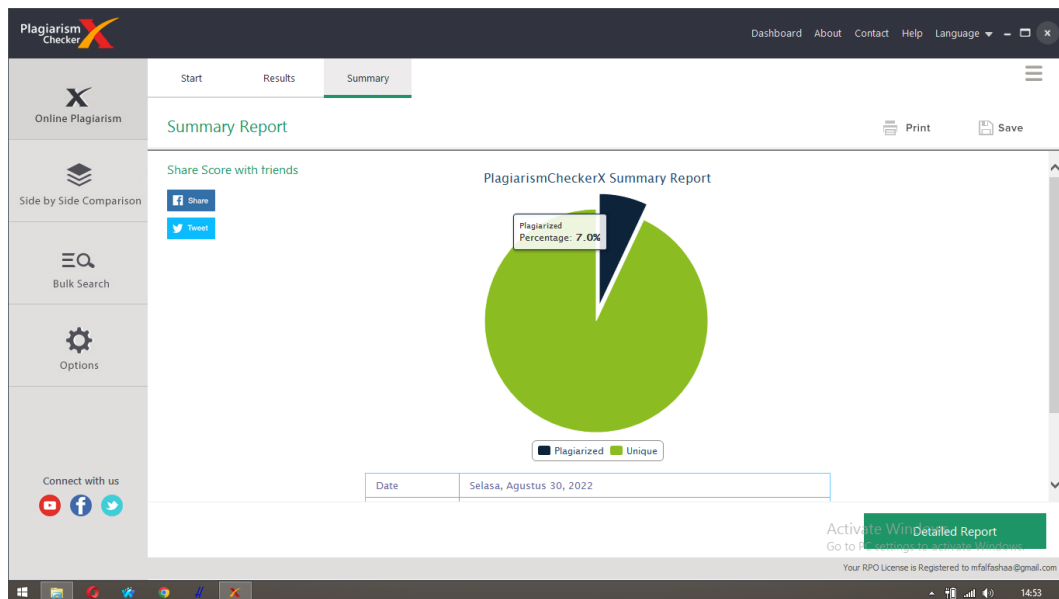 Plagiarism
Checker
Dashboard About Contact Help Language
Start Results Summary
Online Plagiarism
Summary Report
Print Save
Share Score with friends
PlagiarismCheckerX Summary Report
Side by Side Comparison
Share
Tweet
Plagiarized
Percentage: 7.0%
Bulk Search
Options
Plagiarized Unique
Connect with us
Date Selasa, Agustus 30, 2022
Detailed Report
Activate Windows
Go to PC settings to activate Windows.
Your RPO License is Registered to mfalfashaa@gmail.com
14:53